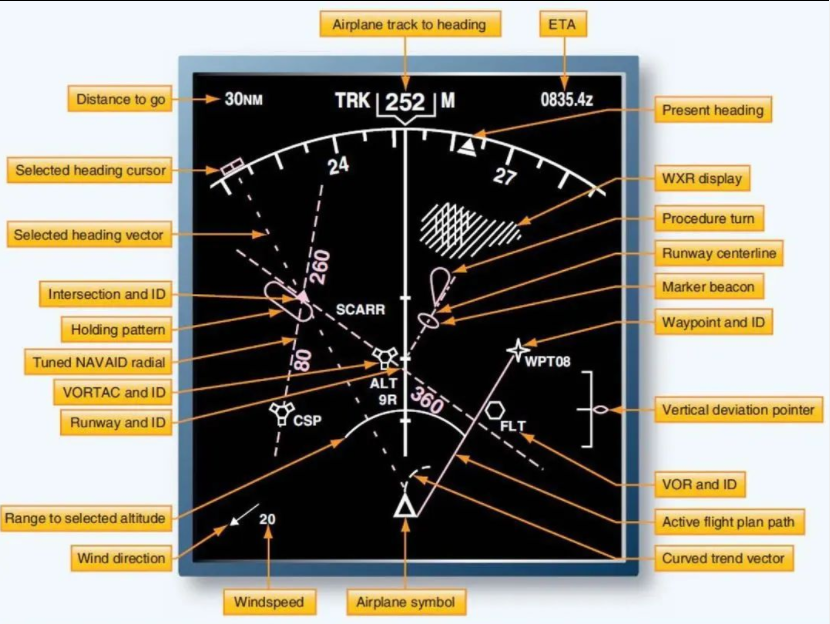 Airplane track to heading
ETA
Distance to go
30NM
TRK 252 M
0835.4z
Present heading
Selected heading cursor
24
27
WXR display
Selected heading vector
Procedure turn
260
Runway centerline
Intersection and ID
SCARR
Marker beacon
Holding pattern
Waypoint and ID
Tuned NAVAID radial
80
WPT08
VORTAC and ID
ALT
9R
360
Vertical deviation pointer
Runway and ID
CSP
FLT
VOR and ID
Range to selected altitude
20
Active flight plan path
Wind direction
Curved trend vector
Windspeed
Airplane symbol